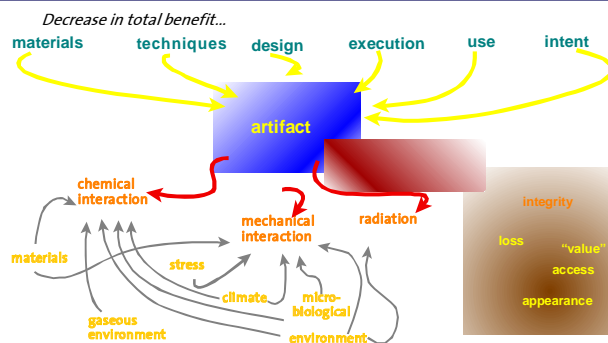 Decrease in total benefit...
materials techniques design execution use intent
artifact
chemical
interaction
mechanical
interaction
radiation
integrity
loss
“value”
access
appearance
materials
stress
climate
micro-
biological
gaseous
environment
environment